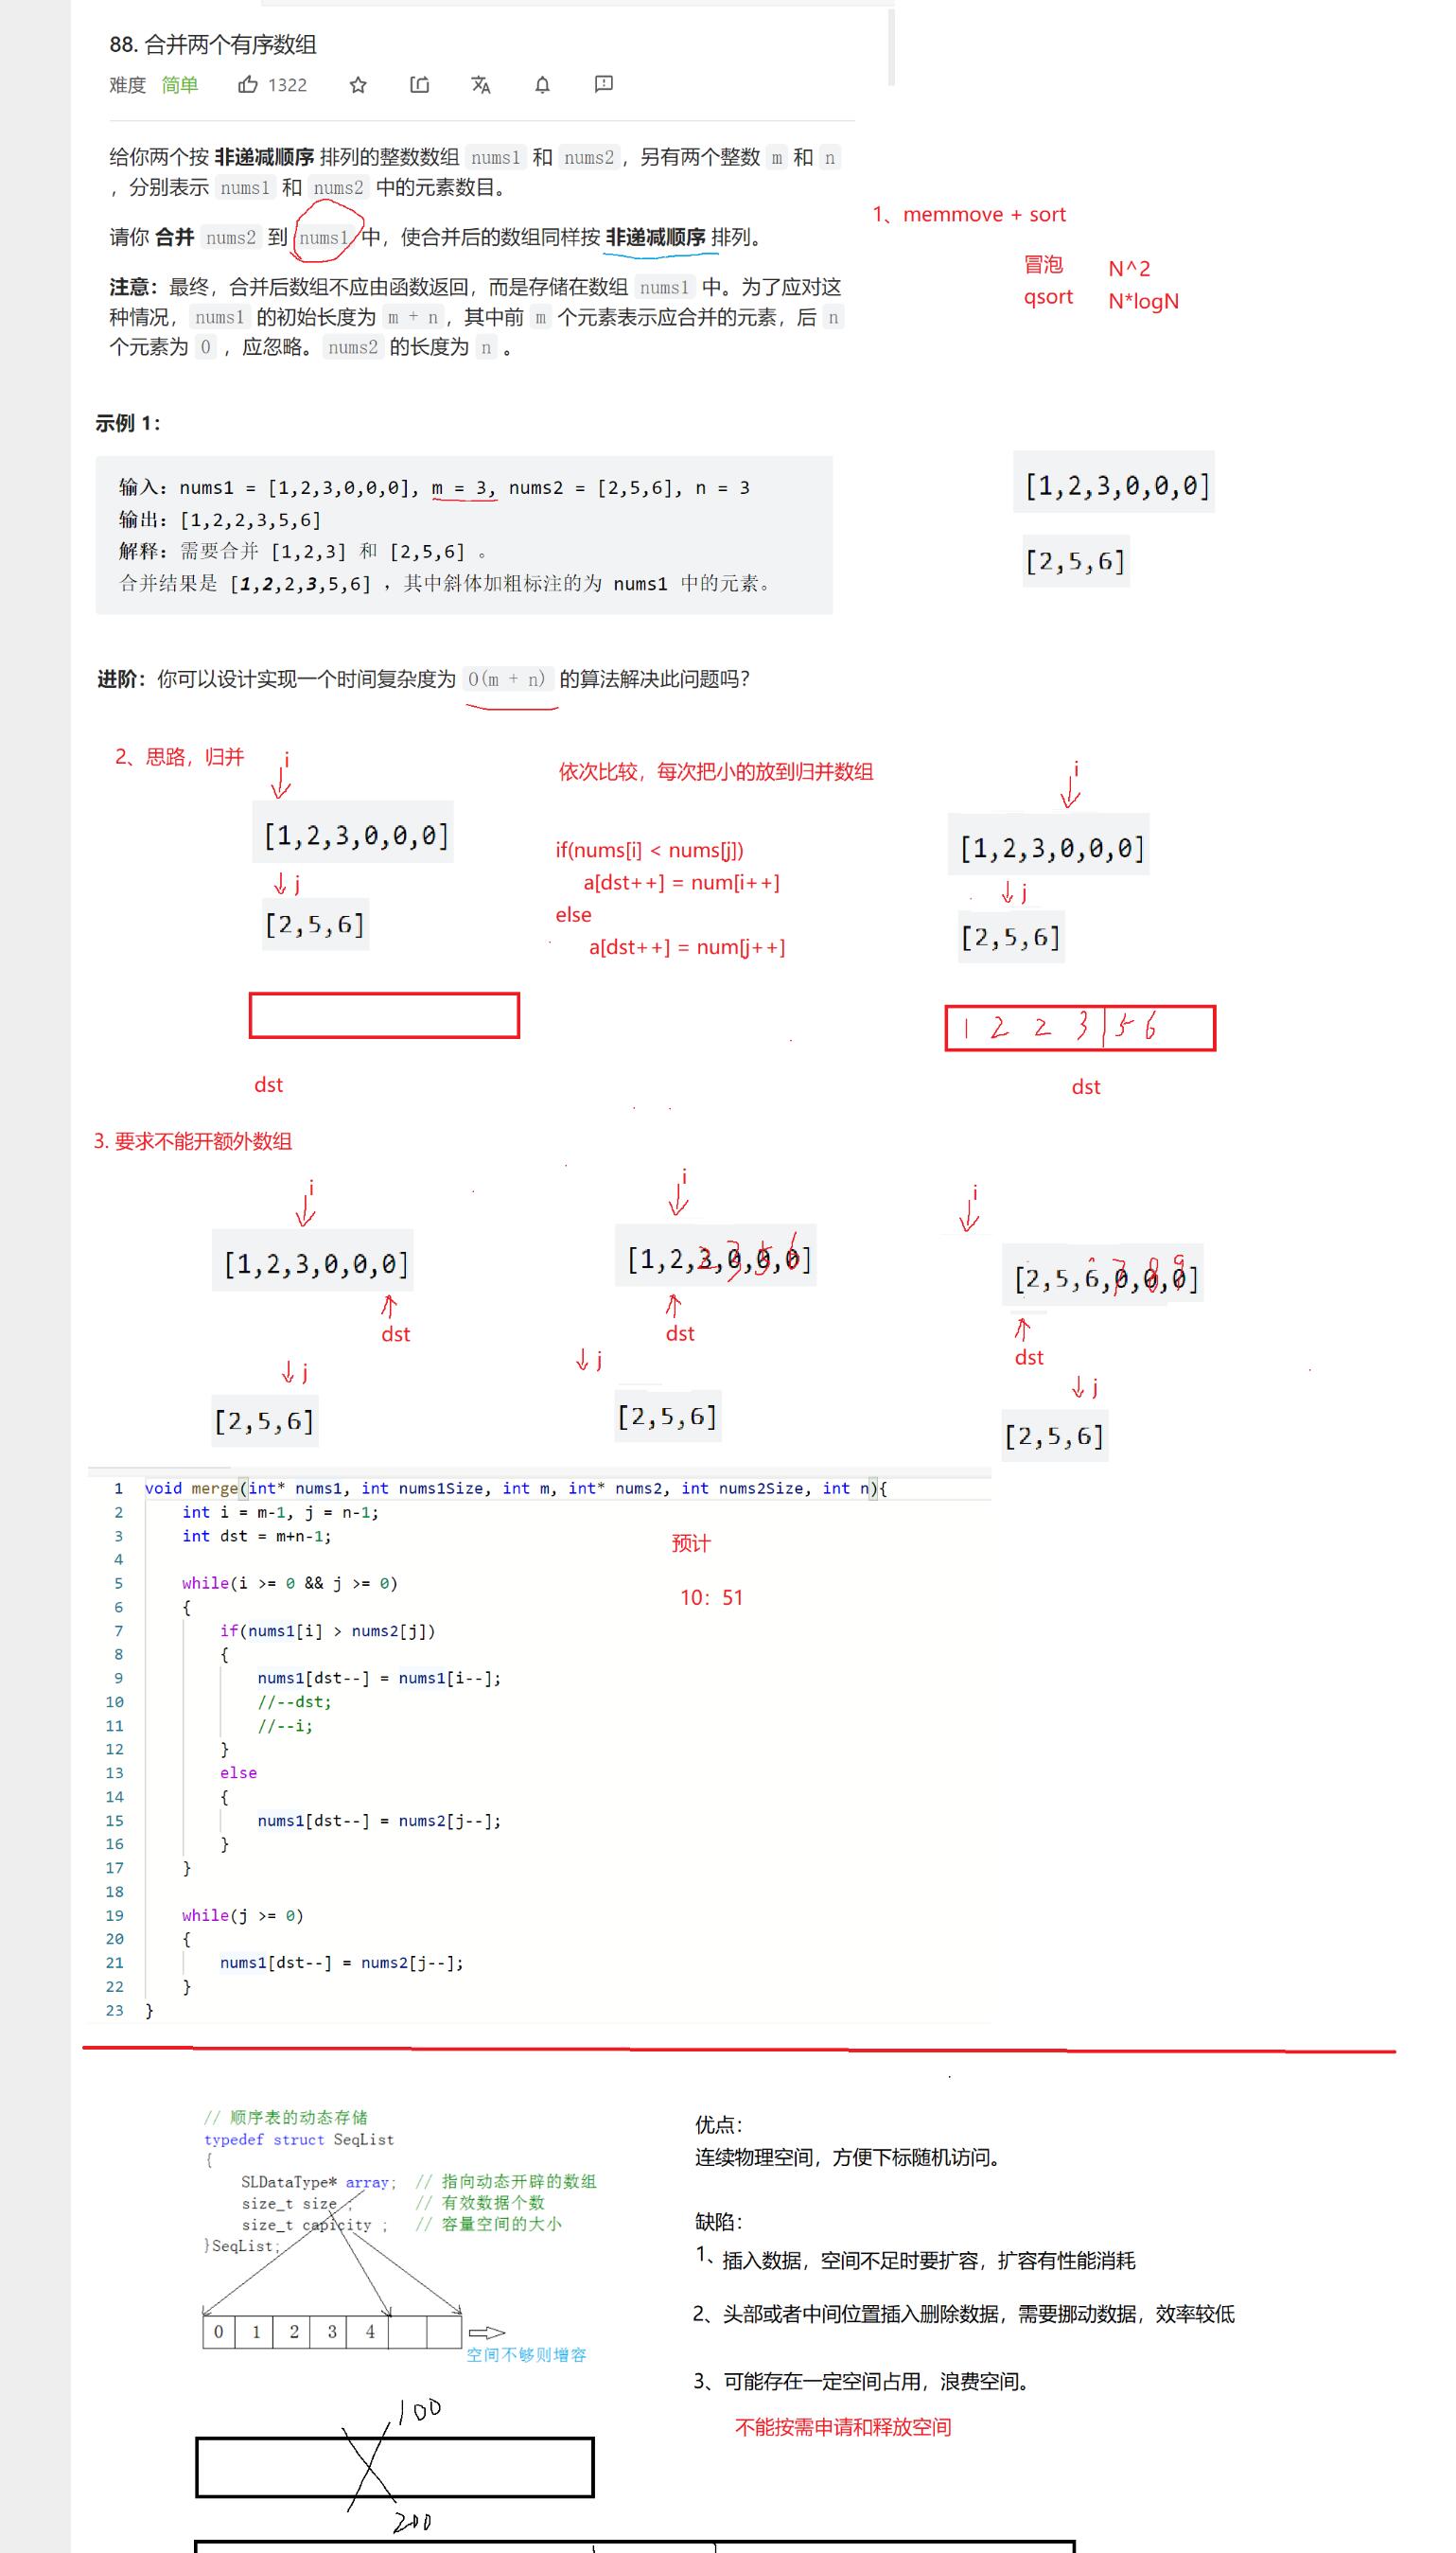 88. 合并两个有序数组
难度 简单 1322
给你两个按 非递减顺序 排列的整数数组 nums1 和 nums2，另有两个整数 m 和 n
，分别表示 nums1 和 nums2 中的元素数目。
请你 合并 nums2 到 nums1 中，使合并后的数组同样按 非递减顺序 排列。
注意：最终，合并后数组不应由函数返回，而是存储在数组 nums1 中。为了应对这
种情况，nums1 的初始长度为 m + n，其中前 m 个元素表示应合并的元素，后 n
个元素为 0 ，应忽略。nums2 的长度为 n 。
1、memmove + sort
冒泡 N^2
qsort N*logN
示例 1：
输入：nums1 = [1,2,3,0,0,0], m = 3, nums2 = [2,5,6], n = 3
输出：[1,2,2,3,5,6]
解释：需要合并 [1,2,3] 和 [2,5,6] 。
合并结果是 [1,2,2,3,5,6] ，其中斜体加粗标注的为 nums1 中的元素。
[1,2,3,0,0,0]
[2,5,6]
进阶：你可以设计实现一个时间复杂度为 O(m + n) 的算法解决此问题吗？
2、思路，归并
i
[1,2,3,0,0,0]
j
[2,5,6]
dst
依次比较，每次把小的放到归并数组
if(nums[i] < nums[j])
a[dst++] = num[i++]
else
a[dst++] = num[j++]
i
[1,2,3,0,0,0]
j
[2,5,6]
1 2 2 3 5 6
dst
3. 要求不能开额外数组
i
[1,2,3,0,0,0]
dst
j
[2,5,6]
i
[1,2,3,0,0,0]
2 3 5 6
dst
j
[2,5,6]
i
[2,5,6,0,0,0]
7 8 9
dst
j
[2,5,6]
1 void merge(int* nums1, int nums1Size, int m, int* nums2, int nums2Size, int n){
2 int i = m-1, j = n-1;
3 int dst = m+n-1;
4
5 while(i >= 0 && j >= 0)
6 {
7 if(nums1[i] > nums2[j])
8 {
9 nums1[dst--] = nums1[i--];
10 //--dst;
11 //--i;
12 }
13 else
14 {
15 nums1[dst--] = nums2[j--];
16 }
17 }
18
19 while(j >= 0)
20 {
21 nums1[dst--] = nums2[j--];
22 }
23 }
预计
10：51
// 顺序表的动态存储
typedef struct SeqList
{
SLDataType* array; // 指向动态开辟的数组
size_t size ; // 有效数据个数
size_t capicity ; // 容量空间的大小
}SeqList;
0 1 2 3 4
空间不够则增容
100
200
优点：
连续物理空间，方便下标随机访问。
缺陷：
1、插入数据，空间不足时要扩容，扩容有性能消耗
2、头部或者中间位置插入删除数据，需要挪动数据，效率较低
3、可能存在一定空间占用，浪费空间。
不能按需申请和释放空间